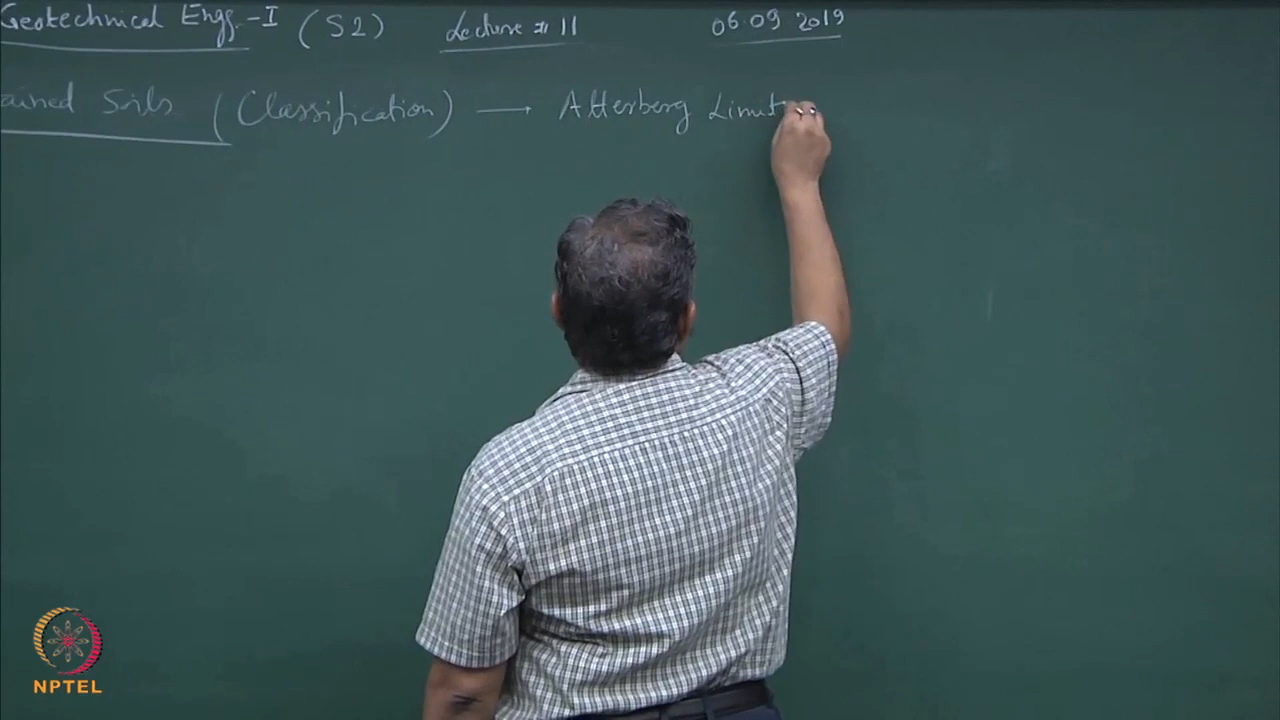 Geotechnical Engg.-I (S2) Lecture # 11 06.09 2019
ained Soils (Classification) → Atterberg Limit
NPTEL